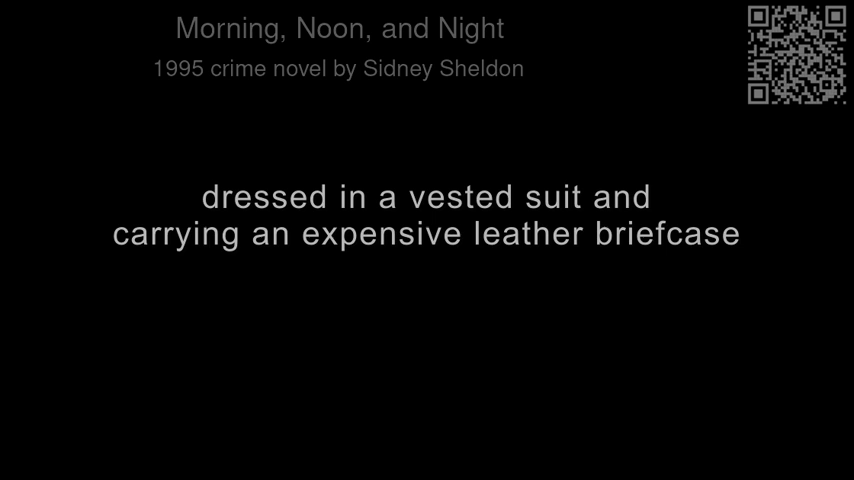 Morning, Noon, and Night
1995 crime novel by Sidney Sheldon
dressed in a vested suit and
carrying an expensive leather briefcase